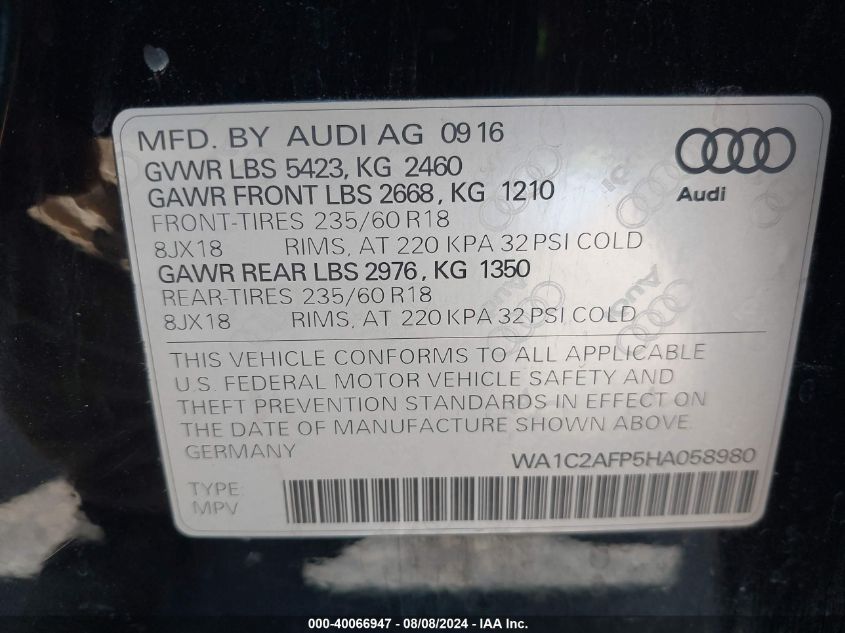 MFD. BY AUDI AG 09 16
GVWR LBS 5423, KG 2460
GAWR FRONT LBS 2668, KG 1210
FRONT-TIRES 235/60 R18
8JX18 RIMS, AT 220 KPA 32 PSI COLD
GAWR REAR LBS 2976, KG 1350
REAR-TIRES 235/60 R18
8JX18 RIMS, AT 220 KPA 32 PSI COLD
Audi
THIS VEHICLE CONFORMS TO ALL APPLICABLE
U.S. FEDERAL MOTOR VEHICLE SAFETY AND
THEFT PREVENTION STANDARDS IN EFFECT ON
THE DATE OF MANUFACTURE SHOWN ABOVE.
GERMANY
WA1C2AFP5HA058980
TYPE:
MPV
000-40066947 - 08/08/2024 - IAA Inc.